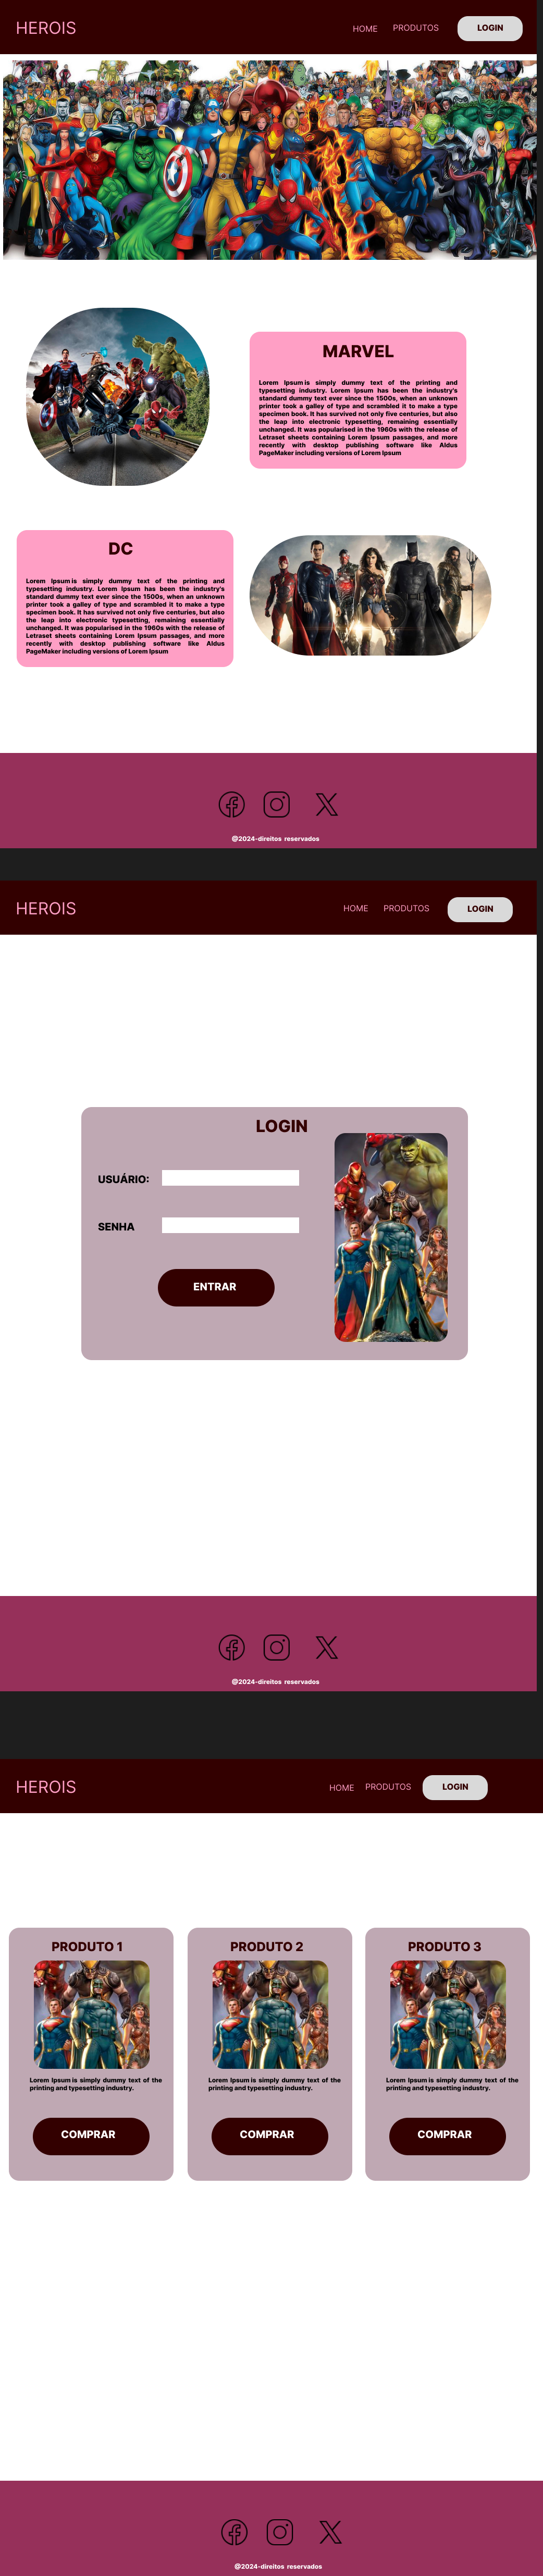 HEROIS
HOME PRODUTOS LOGIN
MARVEL
Lorem Ipsum is simply dummy text of the printing and
typesetting industry. Lorem Ipsum has been the industry's
standard dummy text ever since the 1500s, when an unknown
printer took a galley of type and scrambled it to make a type
specimen book. It has survived not only five centuries, but also
the leap into electronic typesetting, remaining essentially
unchanged. It was popularised in the 1960s with the release of
Letraset sheets containing Lorem Ipsum passages, and more
recently with desktop publishing software like Aldus
PageMaker including versions of Lorem Ipsum
DC
Lorem Ipsum is simply dummy text of the printing and
typesetting industry. Lorem Ipsum has been the industry's
standard dummy text ever since the 1500s, when an unknown
printer took a galley of type and scrambled it to make a type
specimen book. It has survived not only five centuries, but also
the leap into electronic typesetting, remaining essentially
unchanged. It was popularised in the 1960s with the release of
Letraset sheets containing Lorem Ipsum passages, and more
recently with desktop publishing software like Aldus
PageMaker including versions of Lorem Ipsum
@2024-direitos reservados
HEROIS
HOME PRODUTOS LOGIN
LOGIN
USUÁRIO:
SENHA
ENTRAR
@2024-direitos reservados
HEROIS
HOME PRODUTOS LOGIN
PRODUTO 1
Lorem Ipsum is simply dummy text of the
printing and typesetting industry.
COMPRAR
PRODUTO 2
Lorem Ipsum is simply dummy text of the
printing and typesetting industry.
COMPRAR
PRODUTO 3
Lorem Ipsum is simply dummy text of the
printing and typesetting industry.
COMPRAR
@2024-direitos reservados